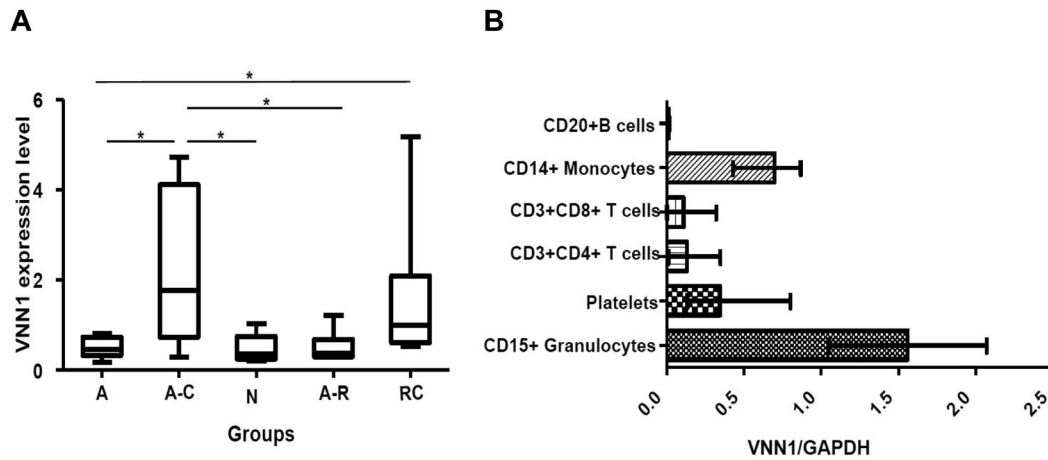 A
B
*
*
*
*
6
4
2
0
VNN1 expression level
A A-C N A-R RC
Groups
CD20+B cells
CD14+ Monocytes
CD3+CD8+ T cells
CD3+CD4+ T cells
Platelets
CD15+ Granulocytes
0.0 0.5 1.0 1.5 2.0 2.5
VNN1/GAPDH